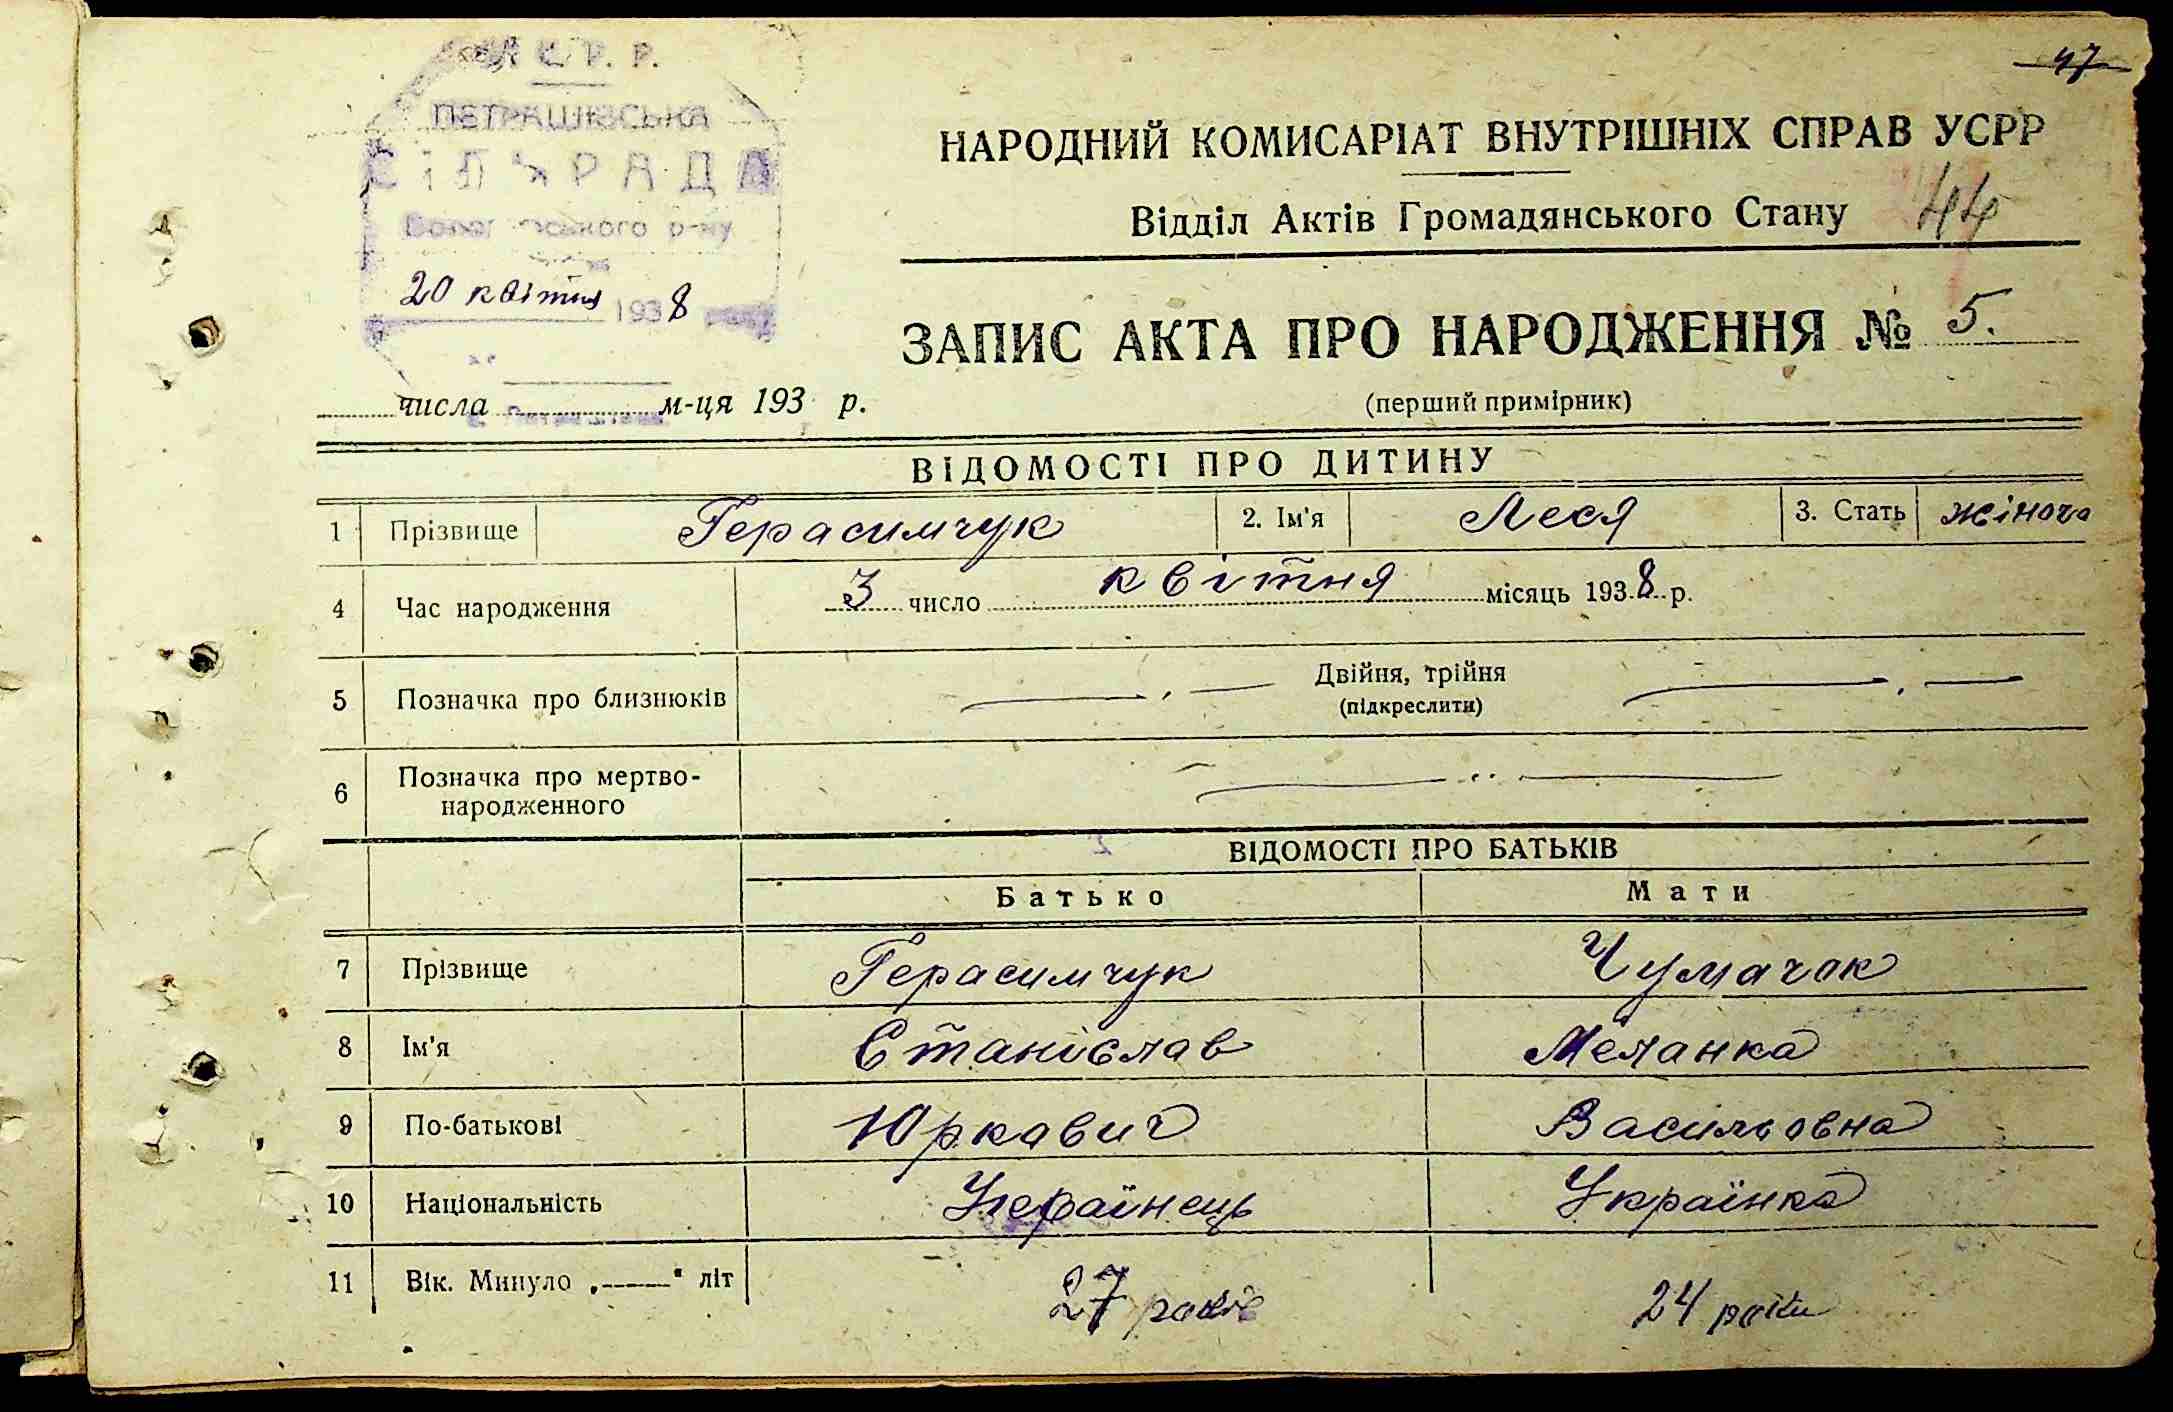 47
С. Р. Р.
ПЕТРАШІВСЬКА
СІЛЬРАДА
р-ну
20 квітня 1938
НАРОДНИЙ КОМИСАРІАТ ВНУТРІШНІХ СПРАВ УСРР
Відділ Актів Громадянського Стану 44
ЗАПИС АКТА ПРО НАРОДЖЕННЯ № 5.
числа м-ця 193 р.
(перший примірник)
ВІДОМОСТІ ПРО ДИТИНУ
1 Прізвище Герасимчук 2. Ім'я Леся 3. Стать жіноча
4 Час народження 3 число квітня місяць 1938 р.
5 Позначка про близнюків Двійня, трійня
(підкреслити)
6 Позначка про мертво-
народженного
ВІДОМОСТІ ПРО БАТЬКІВ
Батько Мати
7 Прізвище Герасимчук Чумачок
8 Ім'я Станіслав Меланка
9 По-батькові Юркавич Васильовна
10 Національність Українець Українка
11 Вік. Минуло „——" літ 27 років 24 роки